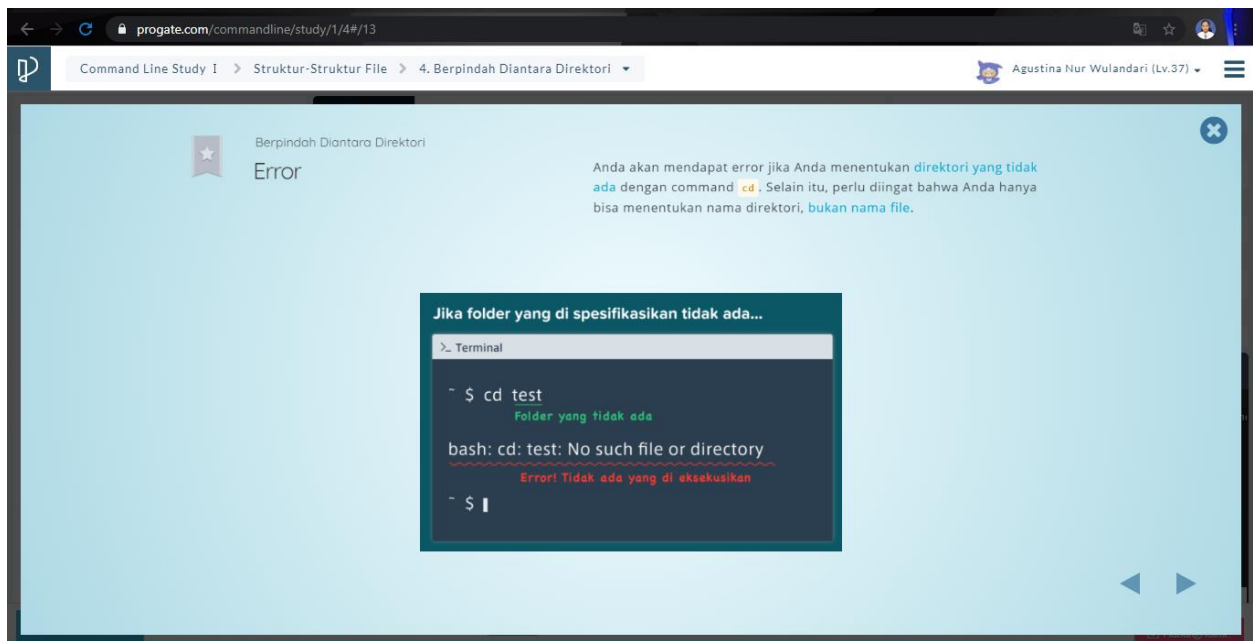 progate.com/commandline/study/1/4#/13
Command Line Study I > Struktur-Struktur File > 4. Berpindah Diantara Direktori
Agustina Nur Wulandari (Lv.37)
Berpindah Diantara Direktori
Error
Anda akan mendapat error jika Anda menentukan direktori yang tidak
ada dengan command cd . Selain itu, perlu diingat bahwa Anda hanya
bisa menentukan nama direktori, bukan nama file.
Jika folder yang di spesifikasikan tidak ada...
>_ Terminal
~ $ cd test
Folder yang tidak ada
bash: cd: test: No such file or directory
Error! Tidak ada yang di eksekusikan
~ $